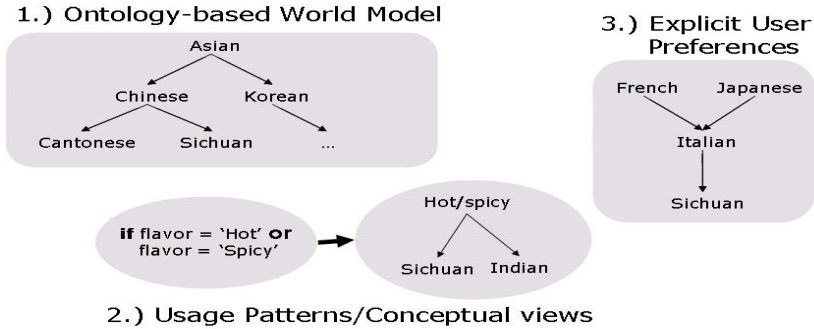 1.) Ontology-based World Model
Asian
Chinese Korean
Cantonese Sichuan ...
3.) Explicit User
Preferences
French Japanese
Italian
Sichuan
if flavor = ‘Hot’ or
flavor = ‘Spicy’
Hot/spicy
Sichuan Indian
2.) Usage Patterns/Conceptual views